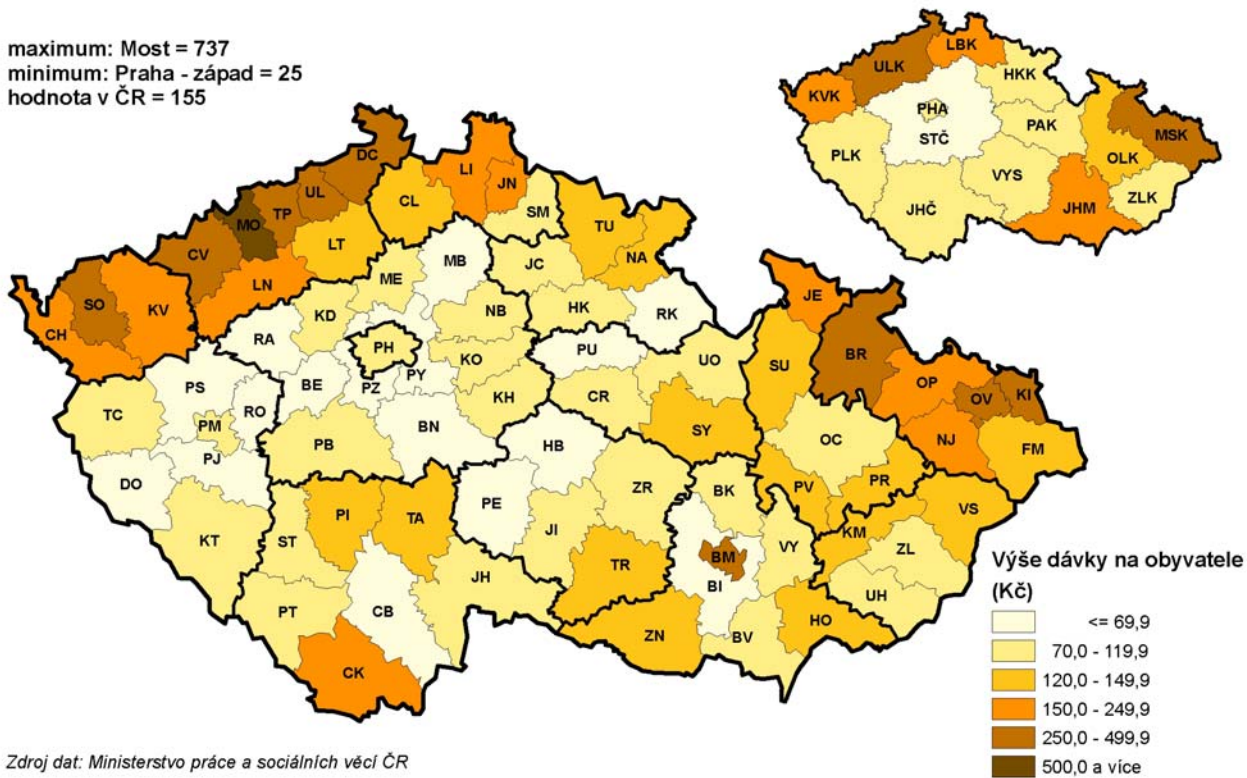 maximum: Most = 737
minimum: Praha - západ = 25
hodnota v ČR = 155
LBK
ULK
HKK
KVK
PHA
STČ
PAK
MSK
OLK
PLK
VYS
ZLK
JHM
JHČ
DC
LI
JN
UL
TP
MO
CL
SM
TU
LT
CV
NA
MB
JC
LN
ME
JE
SO
KV
CH
KD
NB
HK
RK
RA
PH
PU
BR
OP
KO
UO
SU
PS
BE
PZ
PY
OV
KI
TC
RO
KH
CR
PM
BN
NJ
PB
HB
SY
OC
FM
PJ
DO
ZR
PV
PR
PE
BK
VS
PI
TA
KT
ST
JI
KM
VY
ZL
BM
TR
JH
BI
UH
PT
CB
HO
ZN
BV
CK
Výše dávky na obyvatele
(Kč)
<= 69,9
70,0 - 119,9
120,0 - 149,9
150,0 - 249,9
250,0 - 499,9
500,0 a více
Zdroj dat: Ministerstvo práce a sociálních věcí ČR